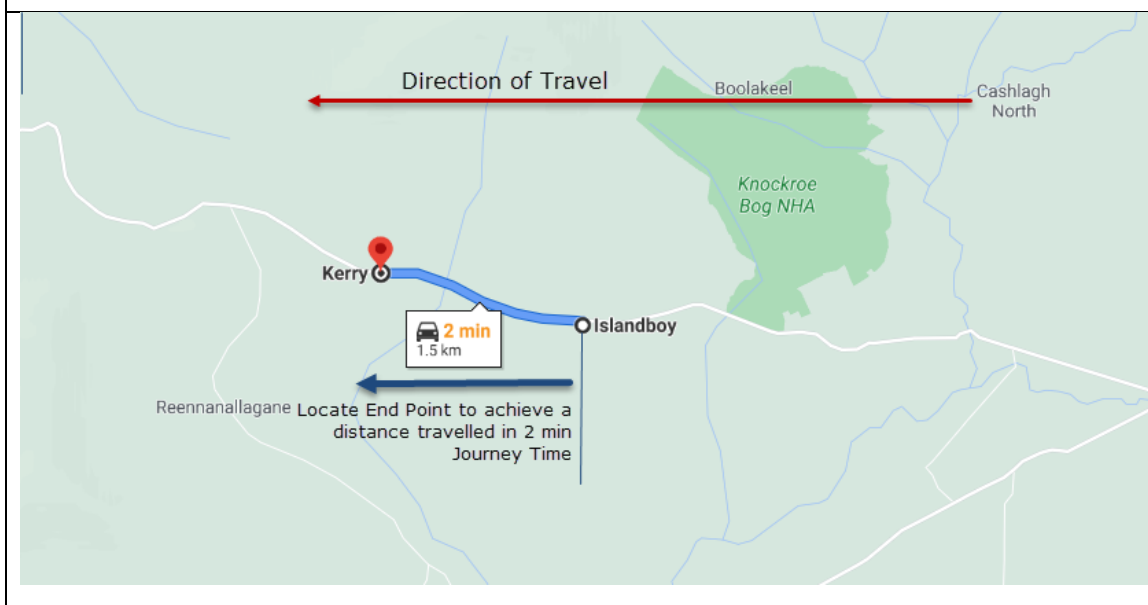 Direction of Travel
Boolakeel
Cashlagh
North
Knockroe
Bog NHA
Kerry
Islandboy
2 min
1.5 km
Reennanallagane
Locate End Point to achieve a
distance travelled in 2 min
Journey Time